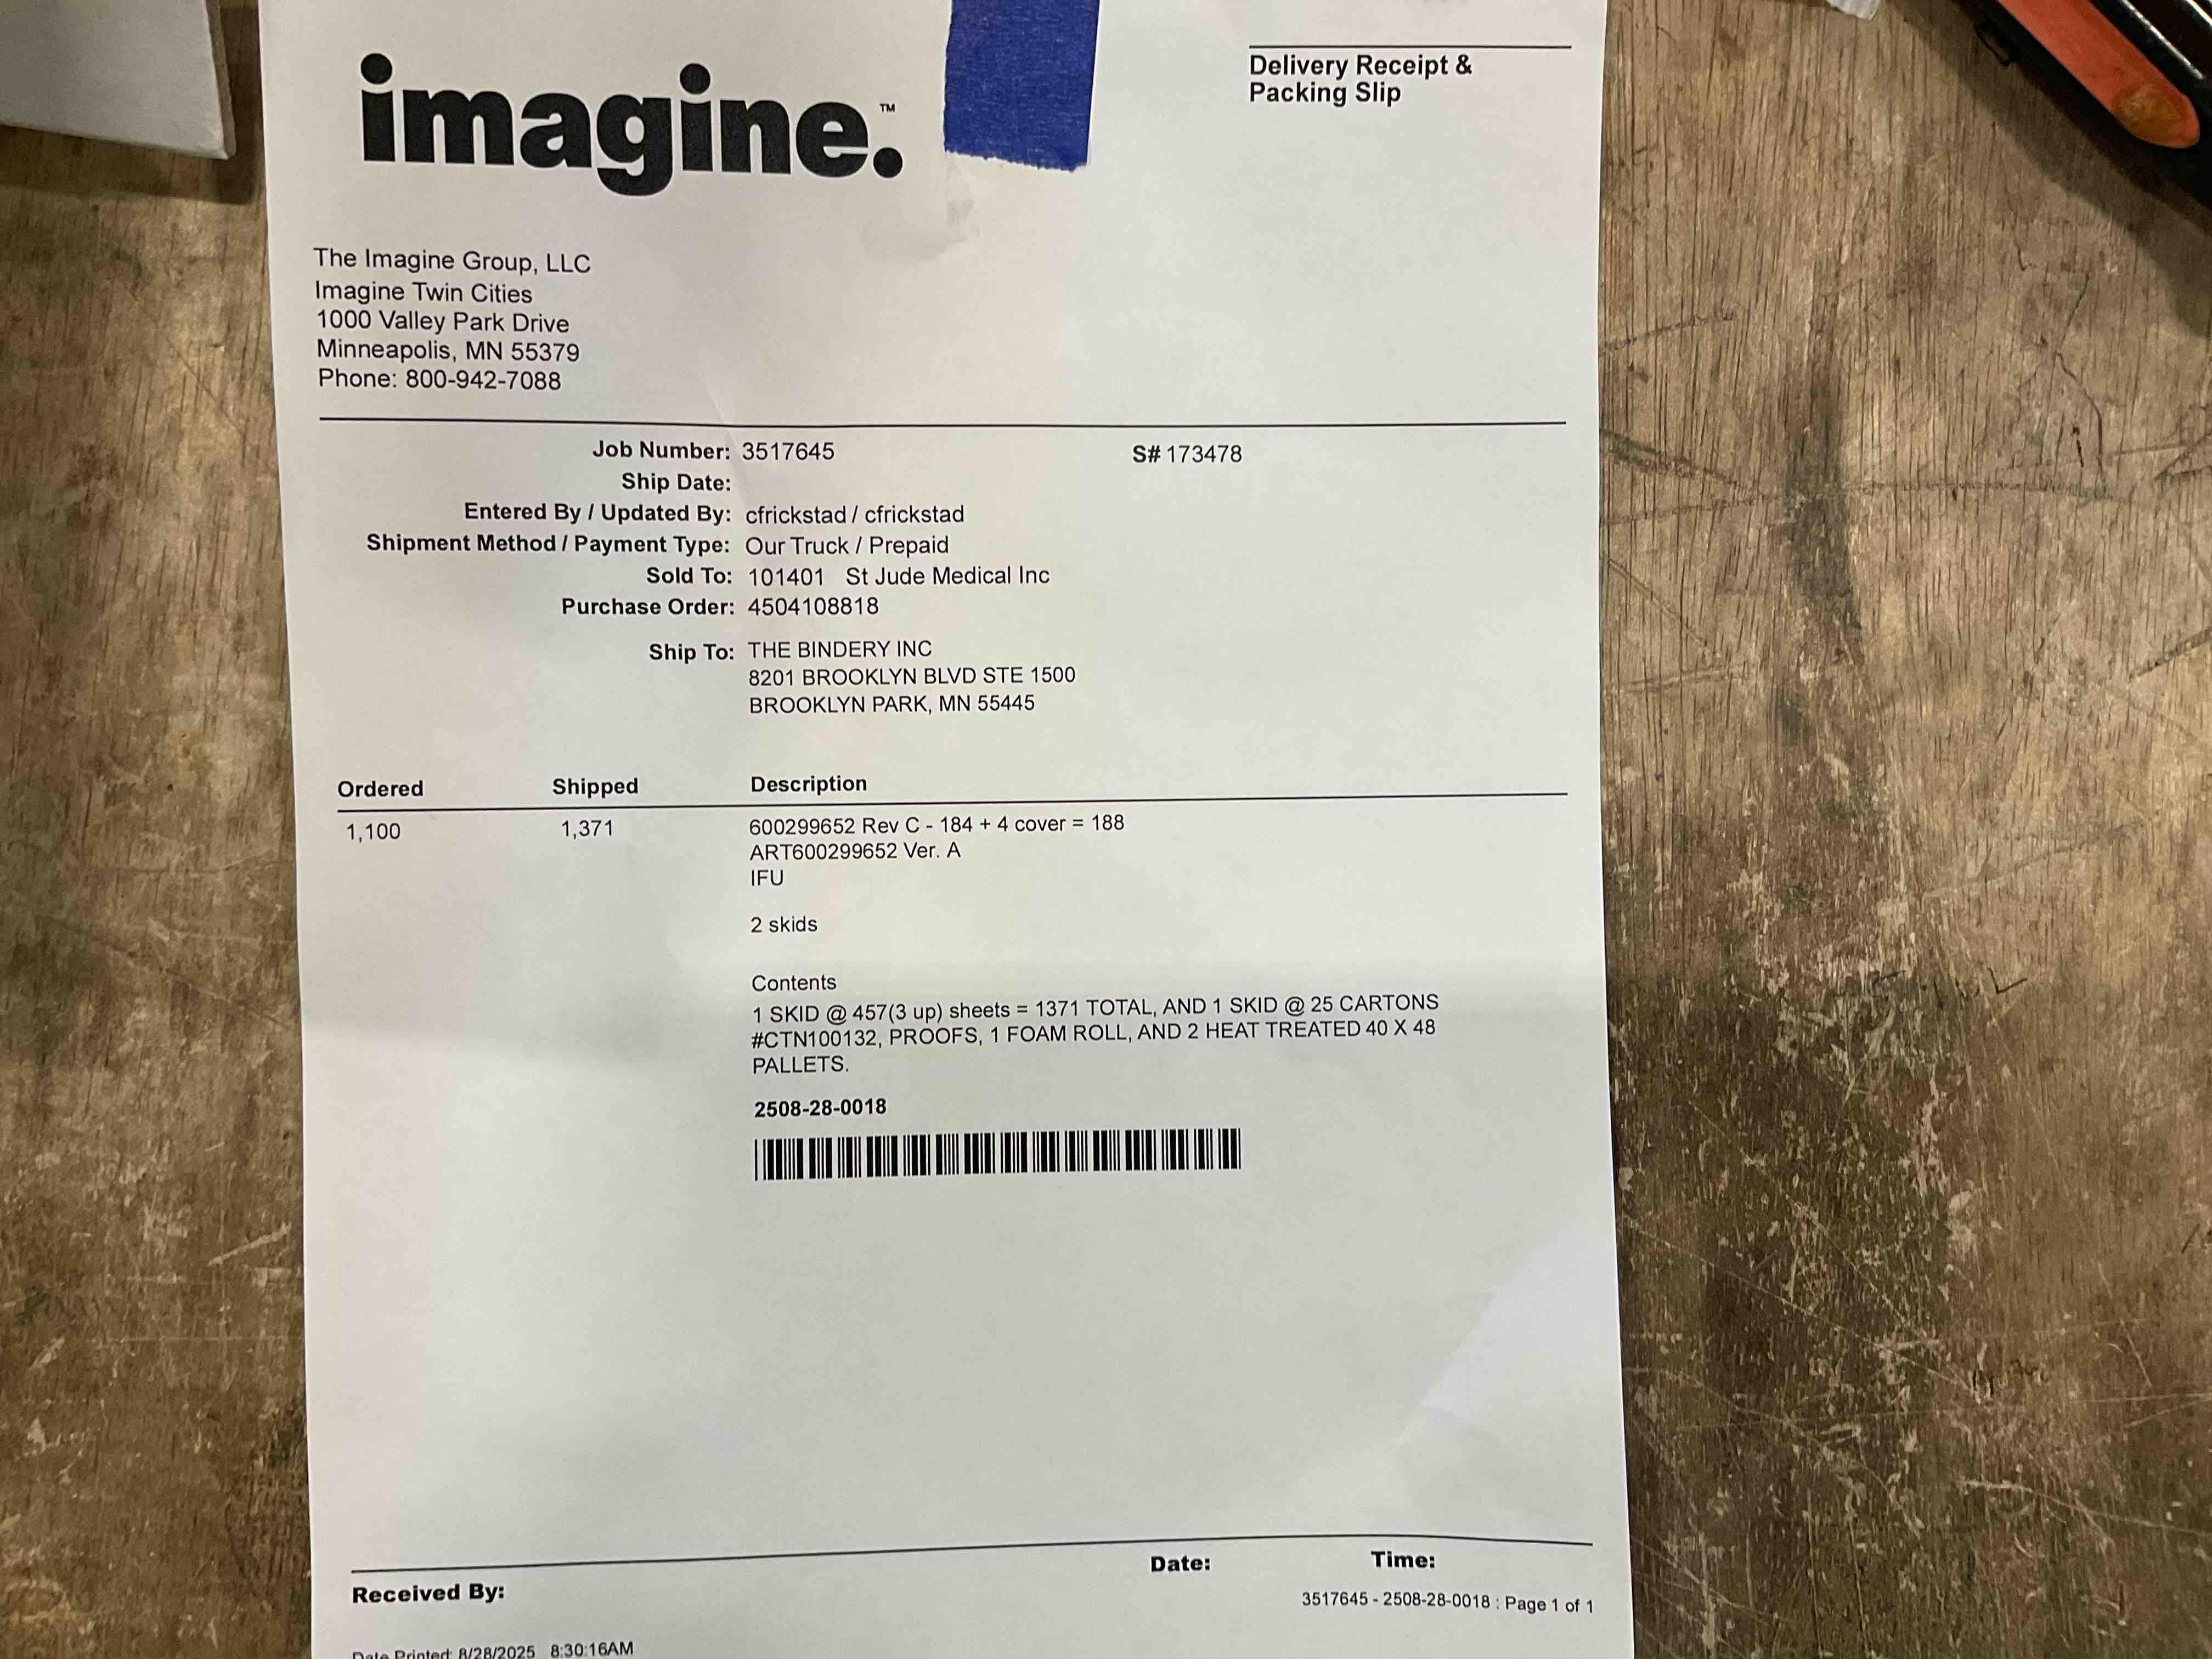 imagine.™
Delivery Receipt &
Packing Slip
The Imagine Group, LLC
Imagine Twin Cities
1000 Valley Park Drive
Minneapolis, MN 55379
Phone: 800-942-7088
Job Number: 3517645 S# 173478
Ship Date:
Entered By / Updated By: cfrickstad / cfrickstad
Shipment Method / Payment Type: Our Truck / Prepaid
Sold To: 101401 St Jude Medical Inc
Purchase Order: 4504108818
Ship To: THE BINDERY INC
8201 BROOKLYN BLVD STE 1500
BROOKLYN PARK, MN 55445
Ordered Shipped Description
1,100 1,371 600299652 Rev C - 184 + 4 cover = 188
ART600299652 Ver. A
IFU
2 skids
Contents
1 SKID @ 457(3 up) sheets = 1371 TOTAL, AND 1 SKID @ 25 CARTONS
#CTN100132, PROOFS, 1 FOAM ROLL, AND 2 HEAT TREATED 40 X 48
PALLETS.
2508-28-0018
Received By: Date: Time:
3517645 - 2508-28-0018 : Page 1 of 1
Date Printed: 8/28/2025 8:30:16AM